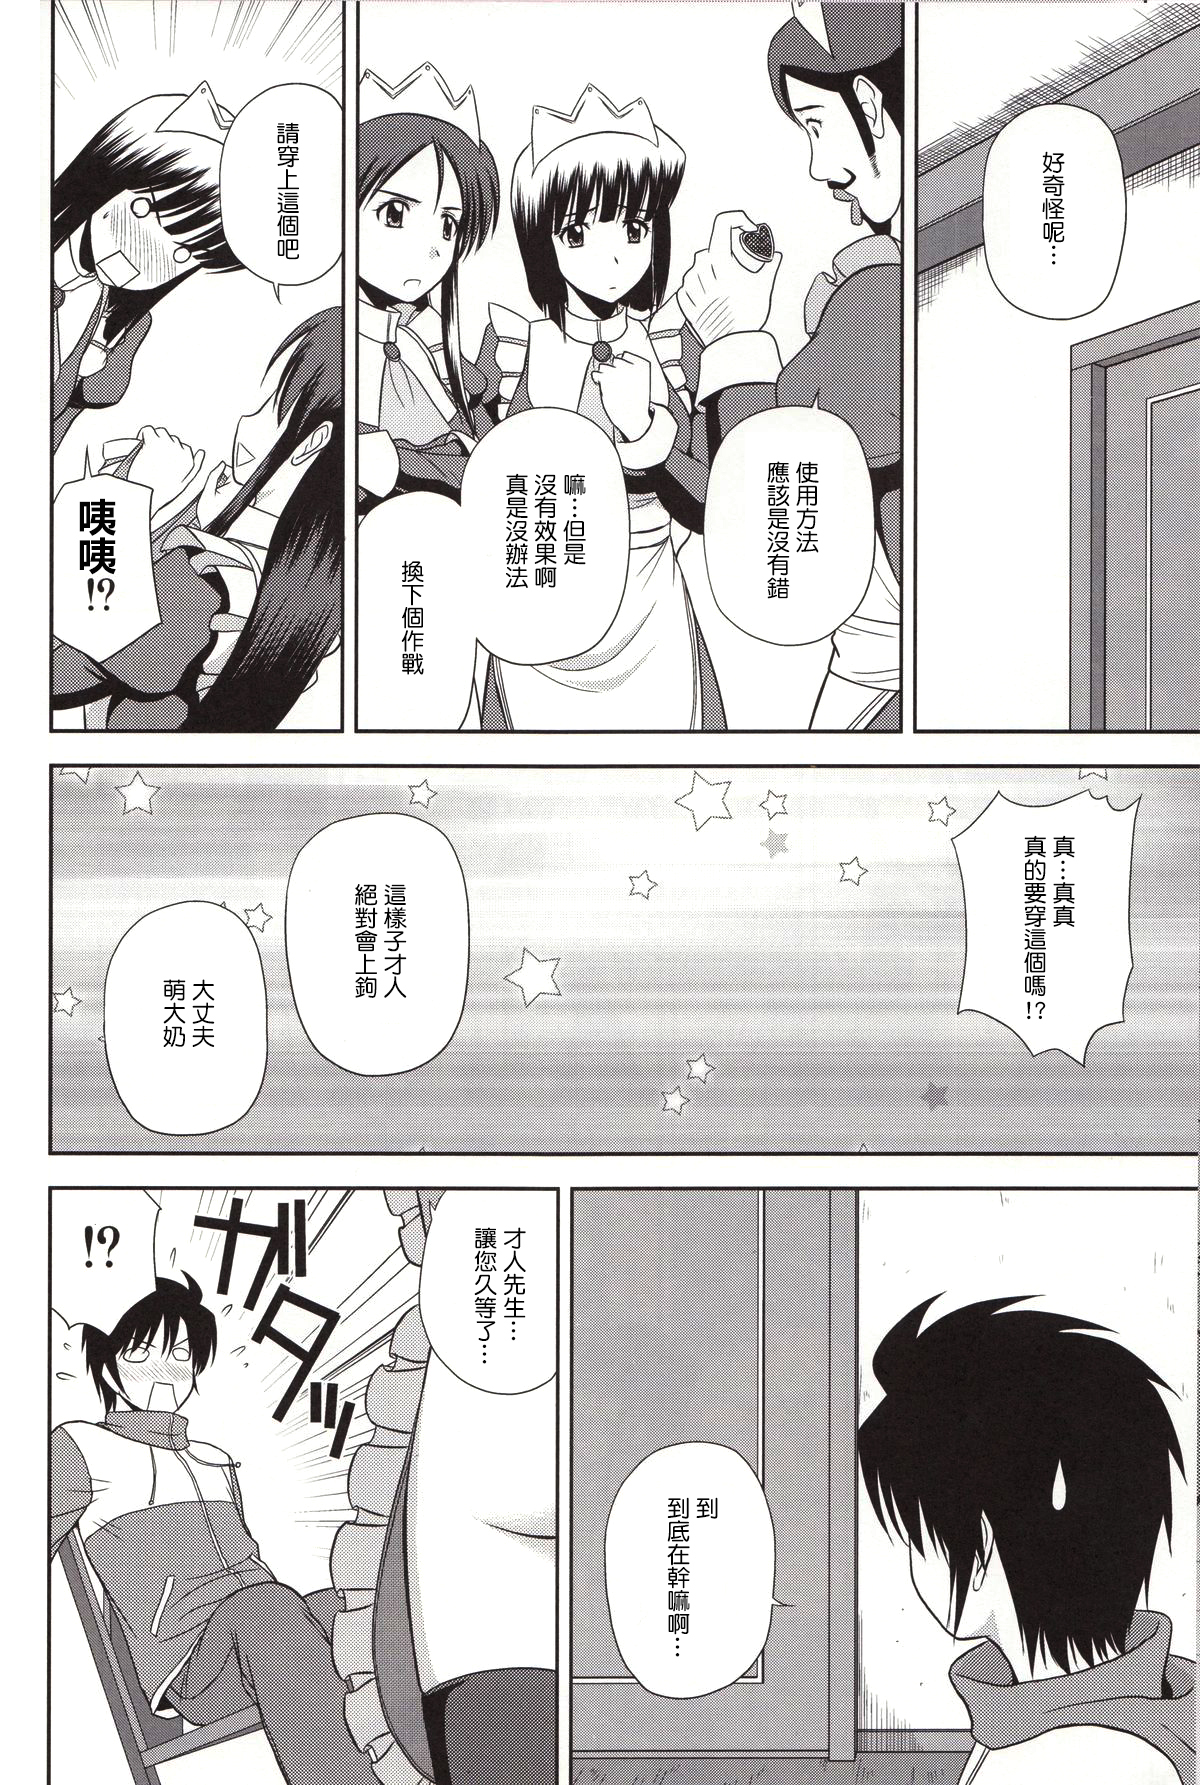 好奇怪呢…
使用方法
應該是沒有錯
嘛…但是
沒有效果啊
真是沒辦法
換下個作戰
請穿上這個吧
咦
咦
!?
真…真真
真的要穿這個嗎!?
這樣子才人
絕對會上鉤
大丈夫
萌大奶
到
到底在幹嘛啊…
才人先生…
讓您久等了…
ガタタッ
!?